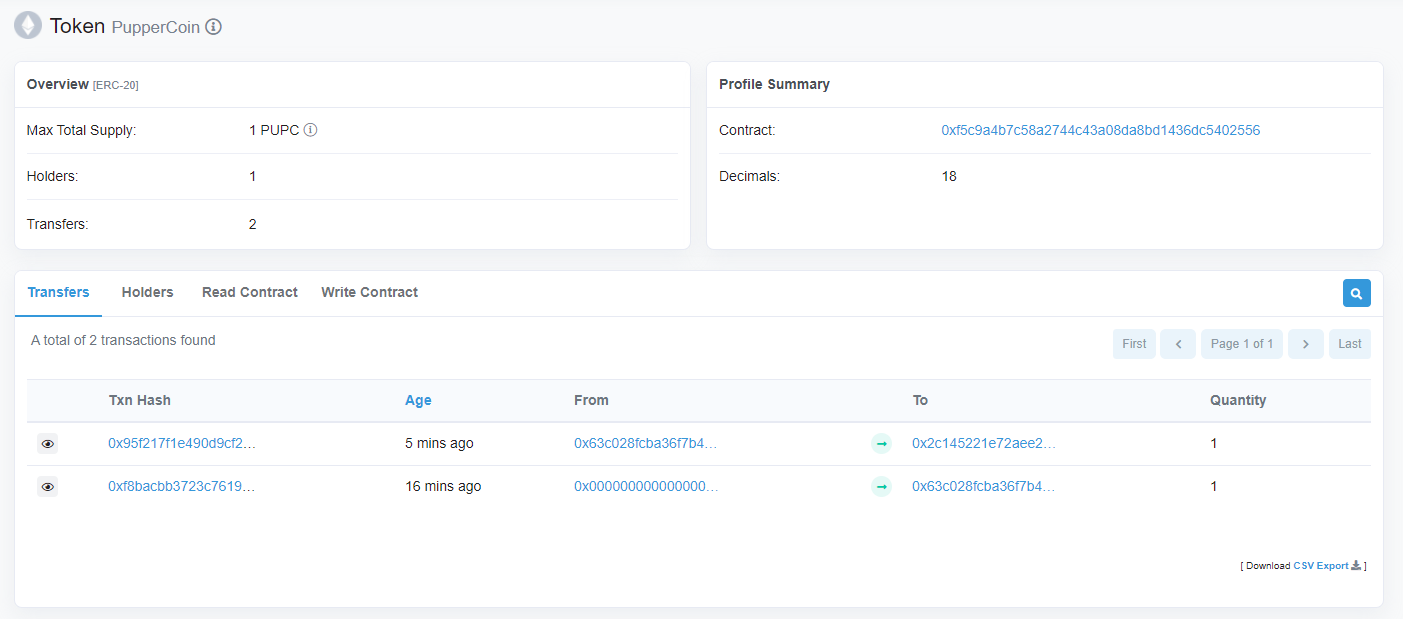 Token PupperCoin
Overview [ERC-20]
Max Total Supply: 1 PUPC
Holders: 1
Transfers: 2
Profile Summary
Contract: 0xf5c9a4b7c58a2744c43a08da8bd1436dc5402556
Decimals: 18
Transfers Holders Read Contract Write Contract
A total of 2 transactions found
First Page 1 of 1 Last
Txn Hash Age From To Quantity
0x95f217f1e490d9cf2... 5 mins ago 0x63c028fcba36f7b4... 0x2c145221e72aee2... 1
0xf8bacbb3723c7619... 16 mins ago 0x000000000000000... 0x63c028fcba36f7b4... 1
[ Download CSV Export ]